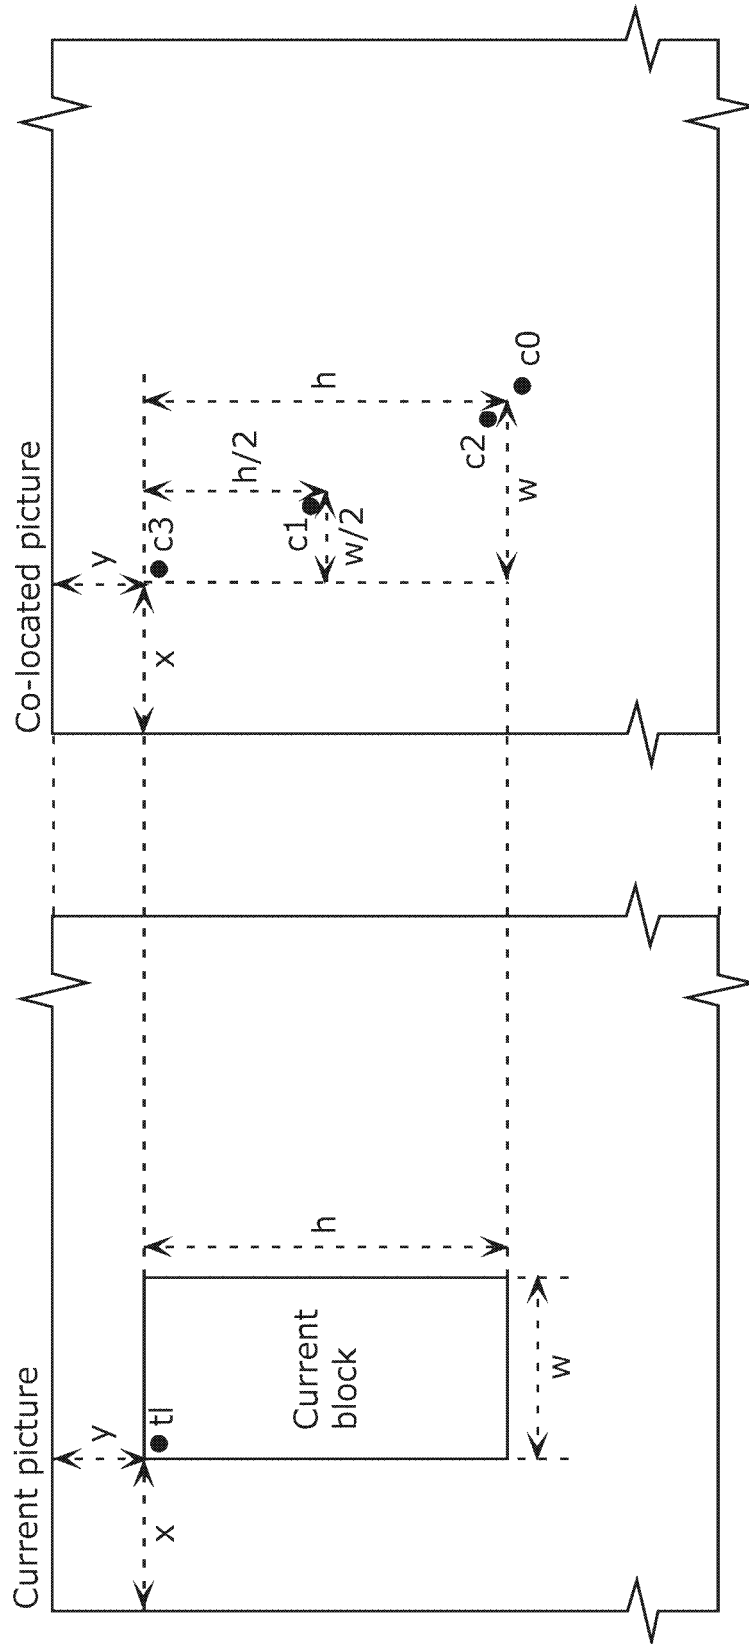 Current picture
y
x
tl
Current
block
h
w
Co-located picture
y
x
c3
h/2
h
c1
w/2
c2
w
c0